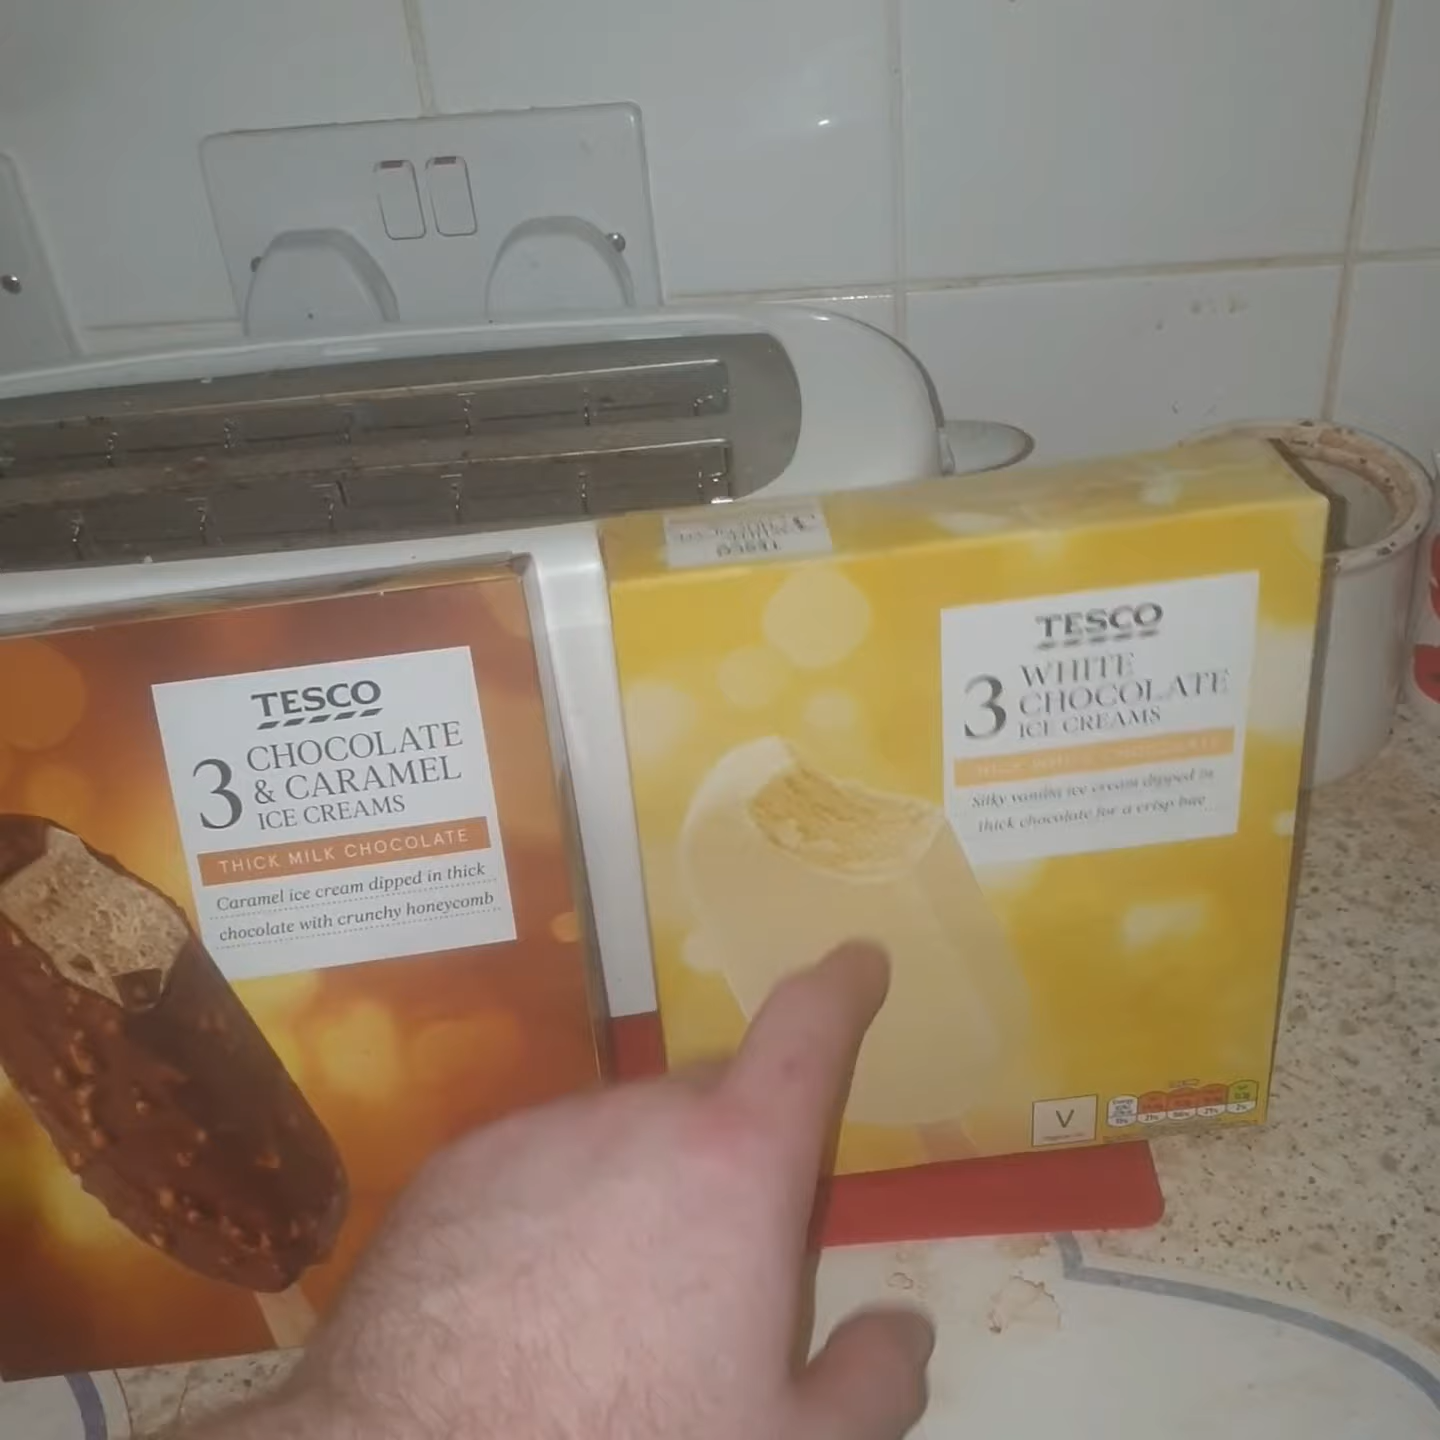 TESCO
3 CHOCOLATE
& CARAMEL
ICE CREAMS
THICK MILK CHOCOLATE
Caramel ice cream dipped in thick
chocolate with crunchy honeycomb
TESCO
3 WHITE
CHOCOLATE
ICE CREAMS
Silky vanilla ice cream dipped in
thick chocolate for a crisp bite
V